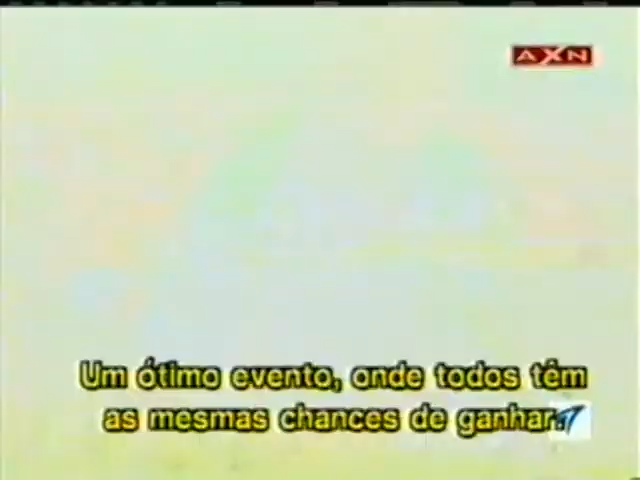 AXN
Um ótimo evento, onde todos têm
as mesmas chances de ganhar.